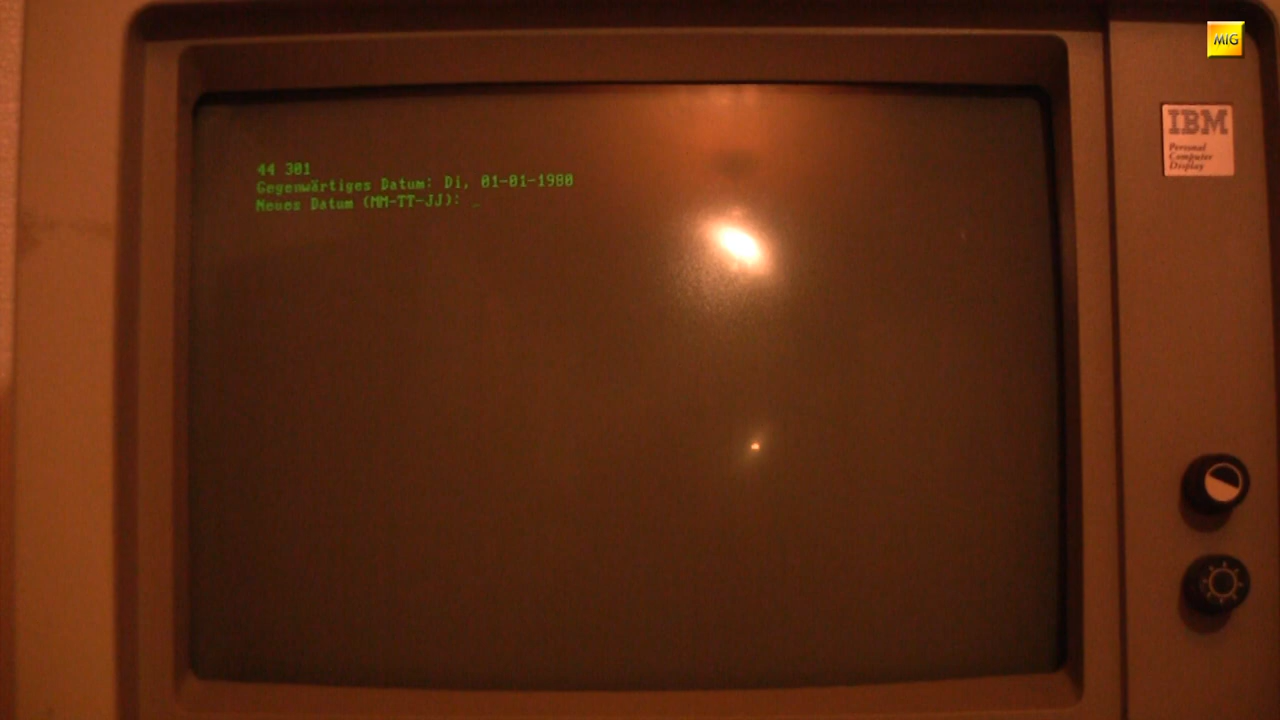 44 301
Gegenwärtiges Datum: Di, 01-01-1980
Neues Datum (MM-TT-JJ): _
MIG
IBM
Personal
Computer
Display